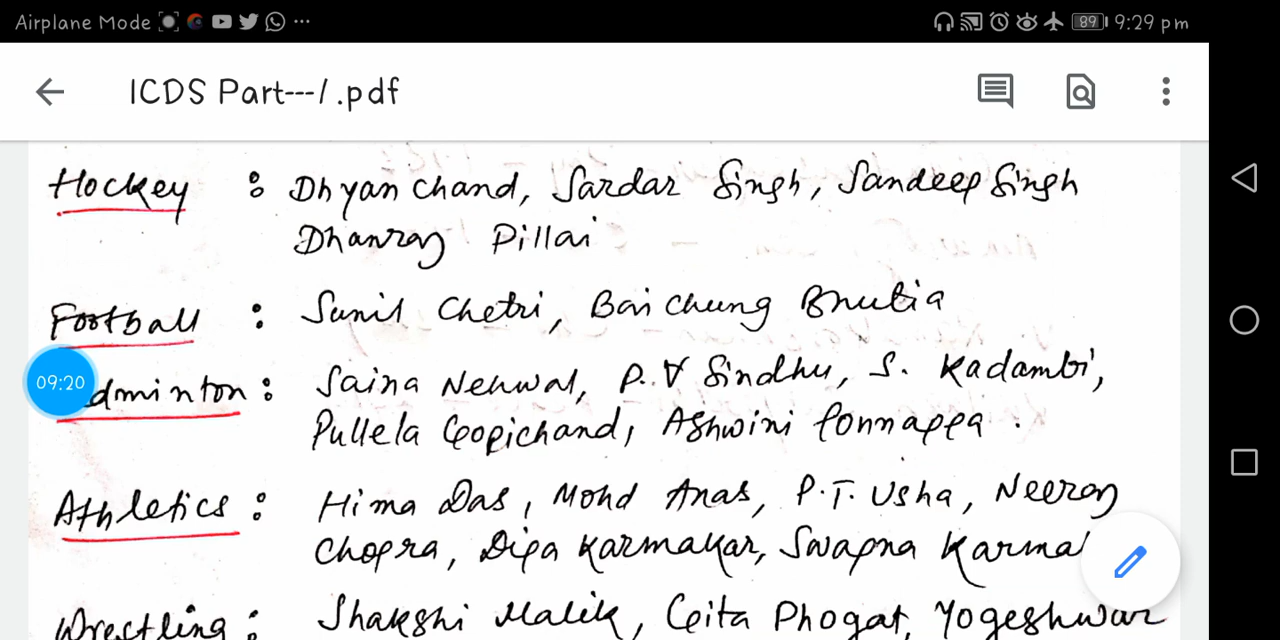 Airplane Mode ...
89 9:29 pm
ICDS Part---1 .pdf
Hockey : Dhyan Chand, Sardar Singh, Sandeep Singh
Dhanraj Pillai
Football : Sunil Chetri, Baichung Bhutia
09:20 dminton : Saina Nehwal, P.V Sindhu, S. Kadambi,
Pullela Gopichand, Ashwini Ponnappa .
Athletics : Hima Das, Mohd Anas, P.T. Usha, Neeraj
Chopra, Dipa Karmakar, Swapna Karma
Wrestling : Shakshi Malik, Geita Phogat, Yogeshwar